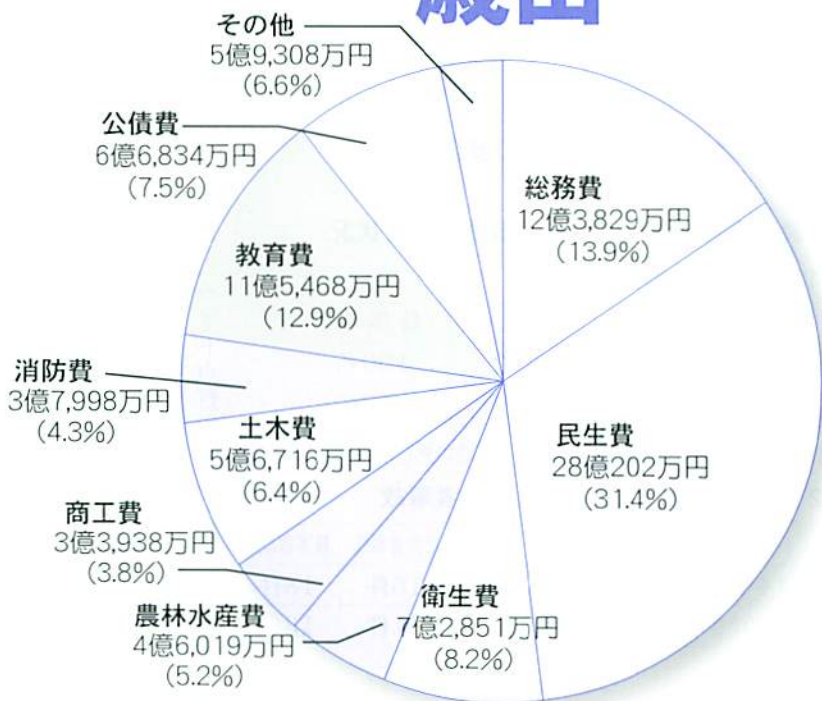 歳出
その他
5億9,308万円
(6.6%)
公債費
6億6,834万円
(7.5%)
総務費
12億3,829万円
(13.9%)
教育費
11億5,468万円
(12.9%)
消防費
3億7,998万円
(4.3%)
土木費
5億6,716万円
(6.4%)
民生費
28億202万円
(31.4%)
商工費
3億3,938万円
(3.8%)
農林水産費
4億6,019万円
(5.2%)
衛生費
7億2,851万円
(8.2%)